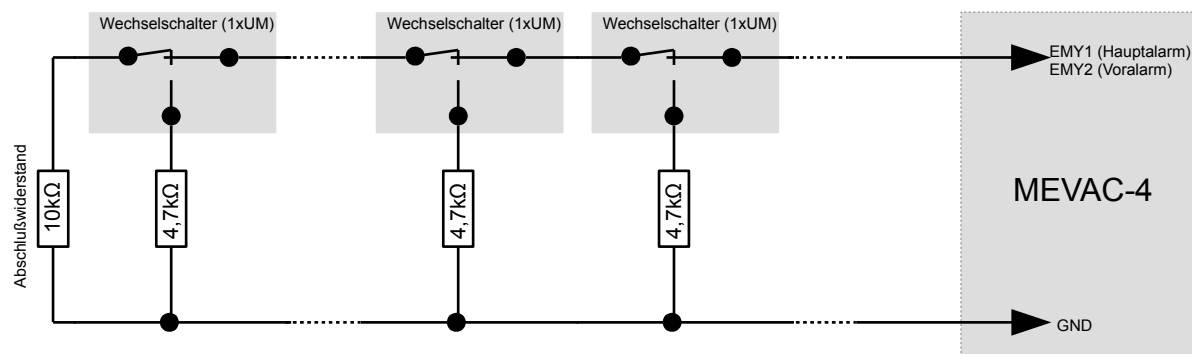 Wechselschalter (1xUM)
Wechselschalter (1xUM)
Wechselschalter (1xUM)
EMY1 (Hauptalarm)
EMY2 (Voralarm)
Abschlußwiderstand
10kΩ
4,7kΩ
4,7kΩ
4,7kΩ
MEVAC-4
GND